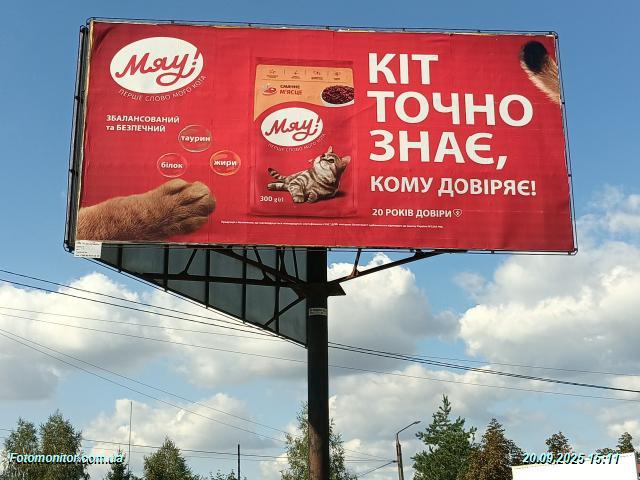 Мяу!
ПЕРШЕ СЛОВО МОГО КОТА
ЗБАЛАНСОВАНИЙ
та БЕЗПЕЧНИЙ
таурин
білок
жири
СМАЧНЕ
М'ЯСЦЕ
Мяу!
ПЕРШЕ СЛОВО МОГО КОТА
300 g/г
КІТ
ТОЧНО
ЗНАЄ,
КОМУ ДОВІРЯЄ!
20 РОКІВ ДОВІРИ
Fotomonitor.com.ua
20.09.2025 15:11